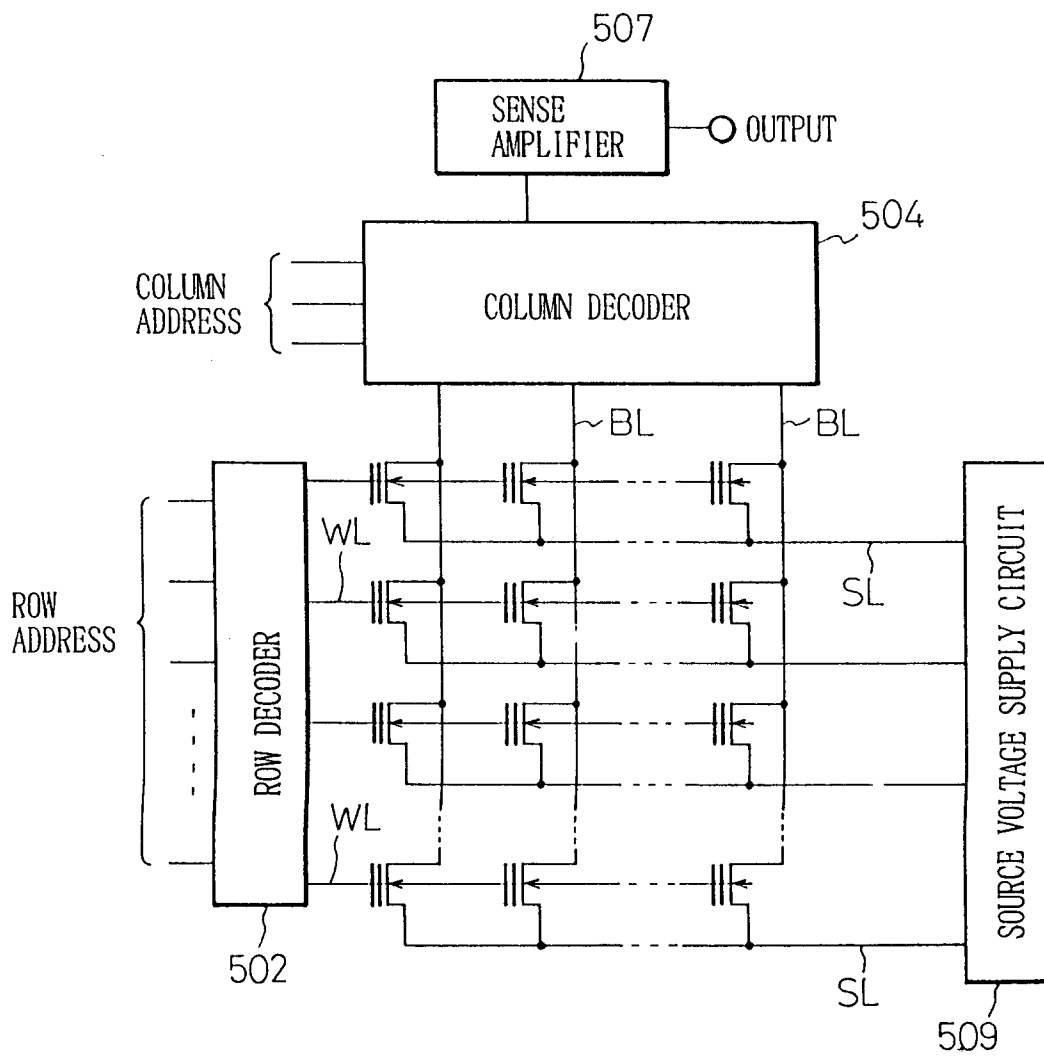 507
SENSE
AMPLIFIER
OUTPUT
504
COLUMN
ADDRESS
COLUMN DECODER
BL
BL
WL
SL
ROW
ADDRESS
ROW DECODER
SOURCE VOLTAGE SUPPLY CIRCUIT
WL
502
SL
509